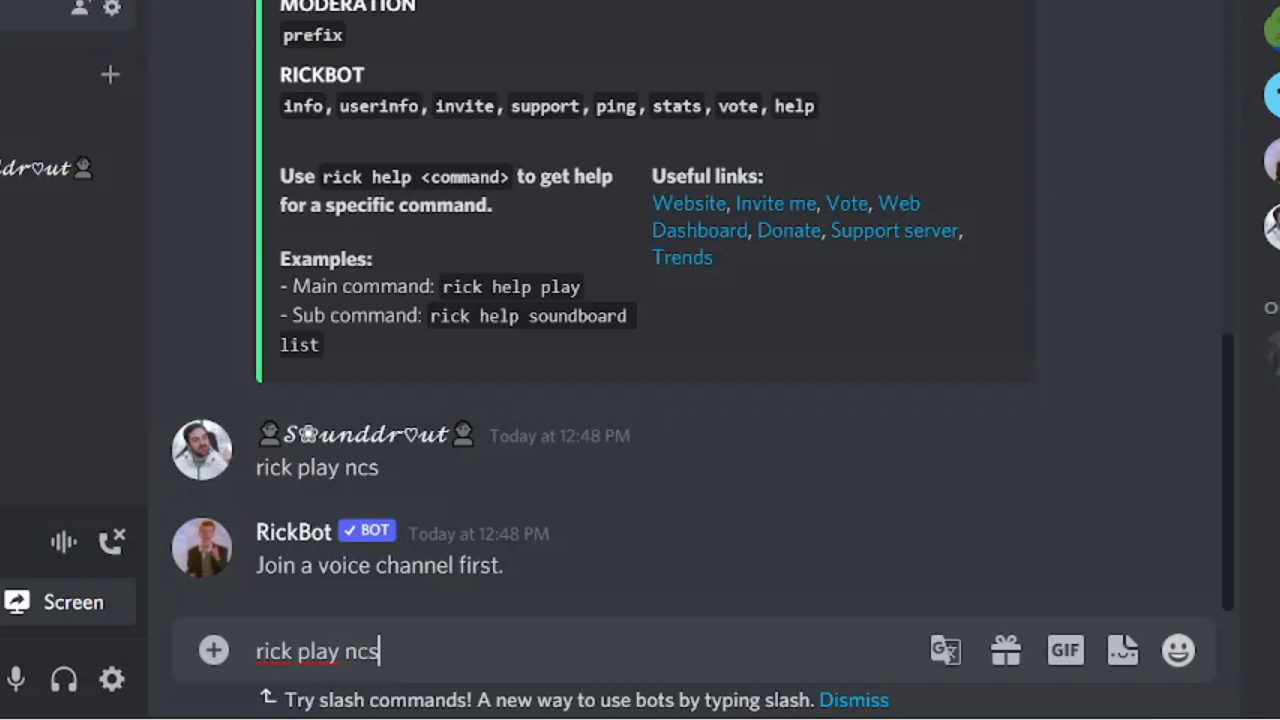 MODERATION
prefix
RICKBOT
info, userinfo, invite, support, ping, stats, vote, help
Use rick help <command> to get help
for a specific command.
Examples:
- Main command: rick help play
- Sub command: rick help soundboard
list
Useful links:
Website, Invite me, Vote, Web
Dashboard, Donate, Support server,
Trends
𝓭𝓭𝓻♡𝓾𝓽
𝓢❀𝓾𝓷𝓭𝓭𝓻♡𝓾𝓽 Today at 12:48 PM
rick play ncs
RickBot ✓ BOT Today at 12:48 PM
Join a voice channel first.
Screen
rick play ncs
GIF
Try slash commands! A new way to use bots by typing slash. Dismiss